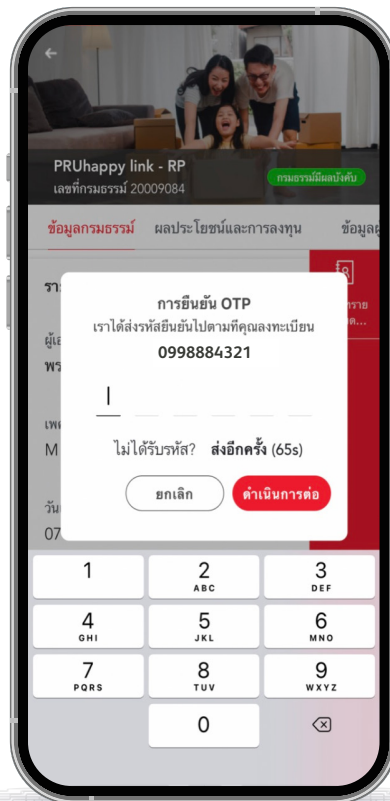 PRUhappy link - RP
เลขที่กรมธรรม์ 20009084
กรมธรรม์มีผลบังคับ
ข้อมูลกรมธรรม์ ผลประโยชน์และการลงทุน ข้อมูลผู
การยืนยัน OTP
เราได้ส่งรหัสยืนยันไปตามที่คุณลงทะเบียน
0998884321
ไม่ได้รับรหัส? ส่งอีกครั้ง (65s)
ยกเลิก ดำเนินการต่อ
M
วัน
07
1 2 3
ABC DEF
4 5 6
GHI JKL MNO
7 8 9
PQRS TUV WXYZ
0